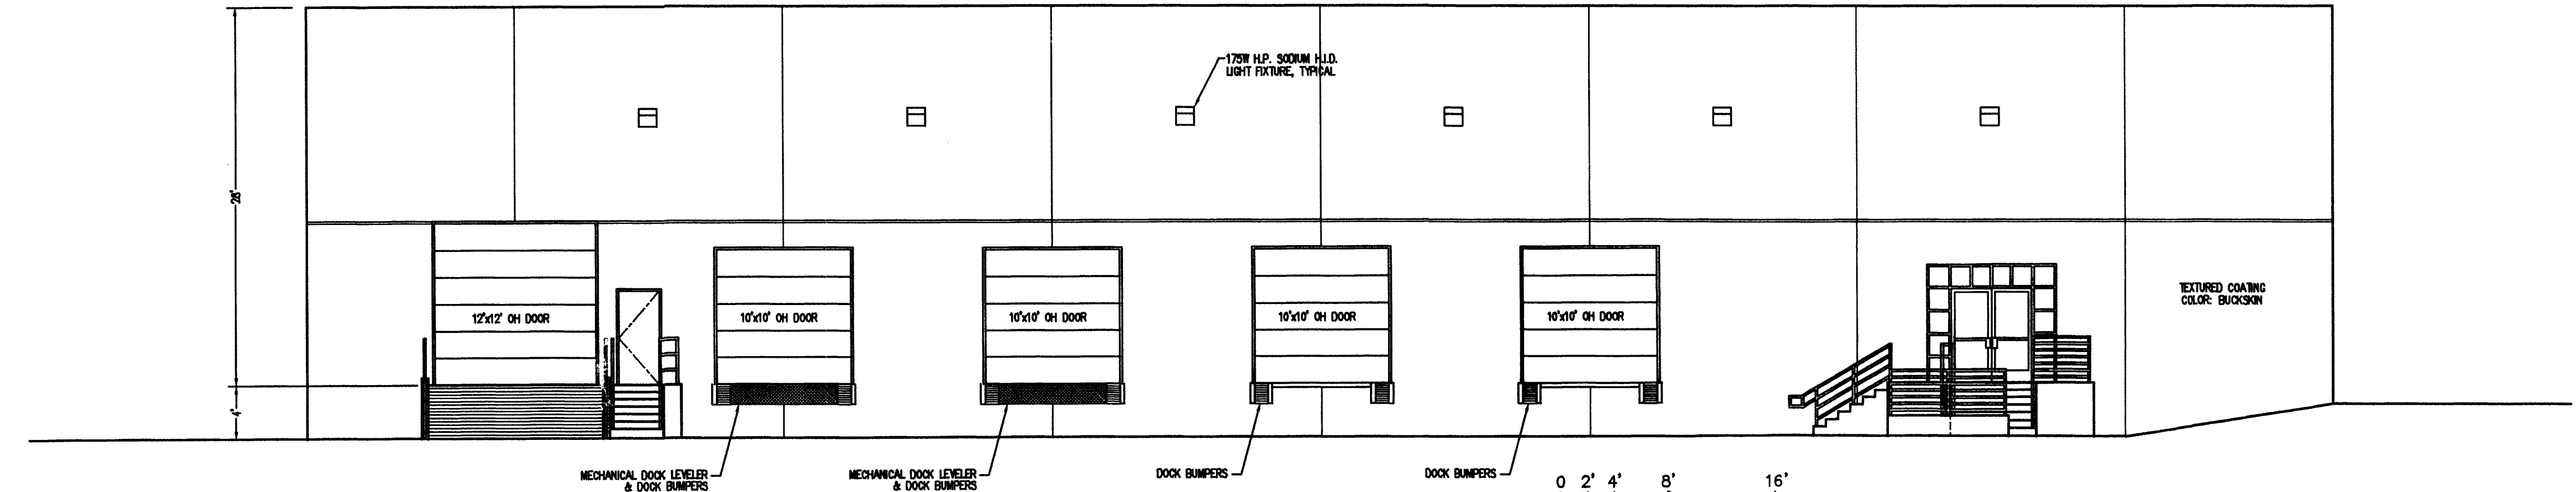 175W H.P. SODIUM H.I.D.
LIGHT FIXTURE, TYPICAL
28'
12'x12' OH DOOR
10'x10' OH DOOR
10'x10' OH DOOR
10'x10' OH DOOR
10'x10' OH DOOR
TEXTURED COATING
COLOR: BUCKSKIN
4'
MECHANICAL DOCK LEVELER
& DOCK BUMPERS
MECHANICAL DOCK LEVELER
& DOCK BUMPERS
DOCK BUMPERS
DOCK BUMPERS
0 2' 4' 8' 16'